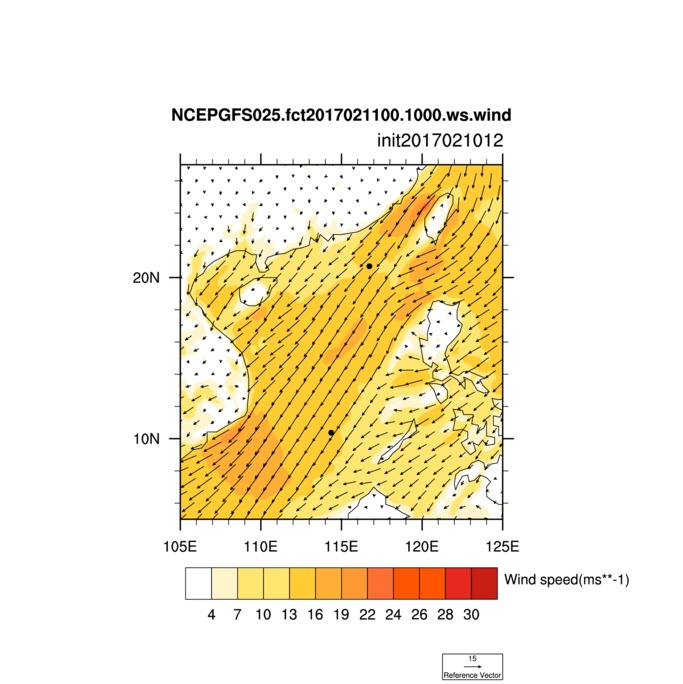 NCEPGFS025.fct2017021100.1000.ws.wind
init2017021012
20N
10N
105E 110E 115E 120E 125E
Wind speed(ms**-1)
4 7 10 13 16 19 22 24 26 28 30
15
Reference Vector